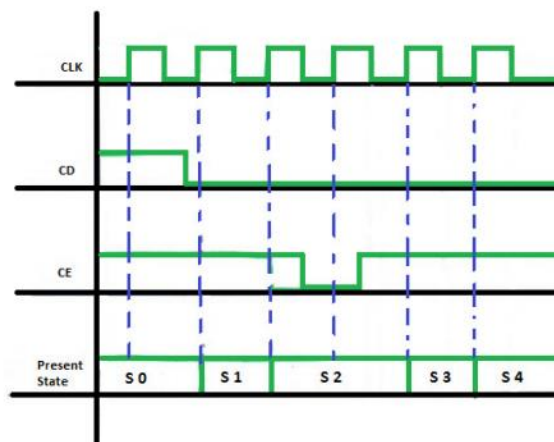 CLK
CD
CE
Present
State
S 0 S 1 S 2 S 3 S 4